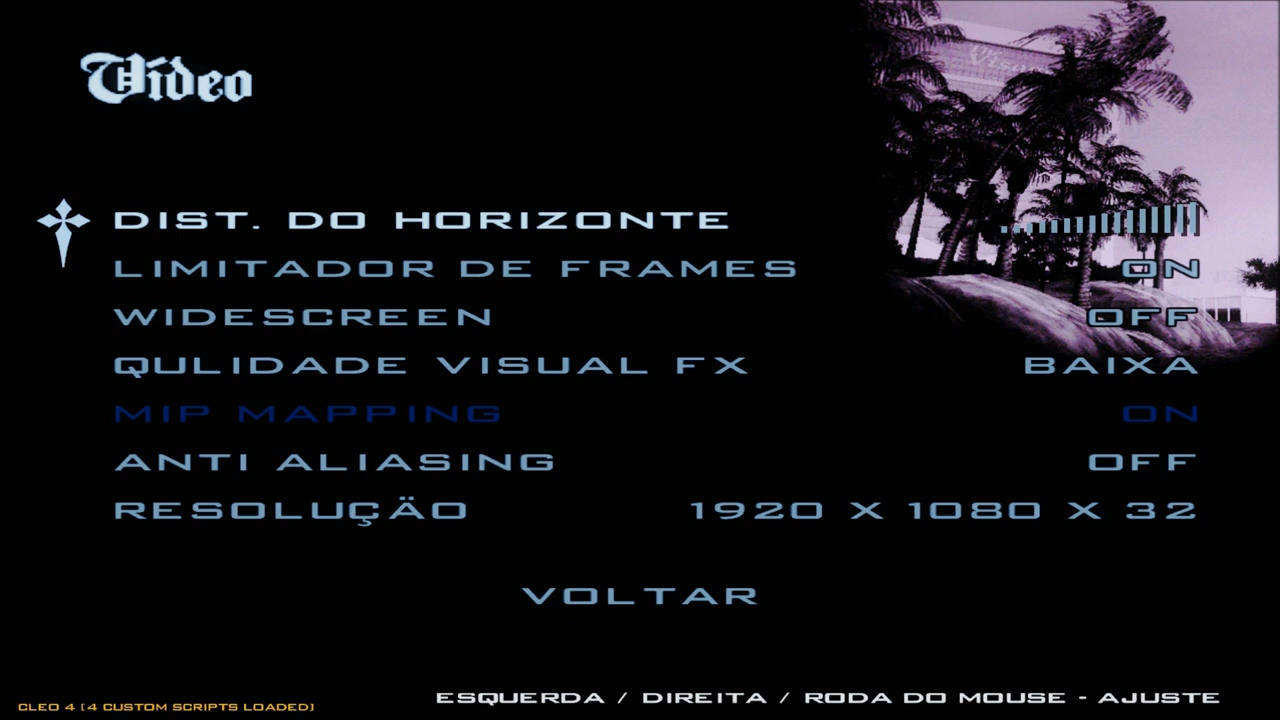 Vídeo
DIST. DO HORIZONTE
LIMITADOR DE FRAMES ON
WIDESCREEN OFF
QULIDADE VISUAL FX BAIXA
MIP MAPPING ON
ANTI ALIASING OFF
RESOLUÇÄO 1920 X 1080 X 32
VOLTAR
ESQUERDA / DIREITA / RODA DO MOUSE - AJUSTE
CLEO 4 (4 CUSTOM SCRIPTS LOADED)